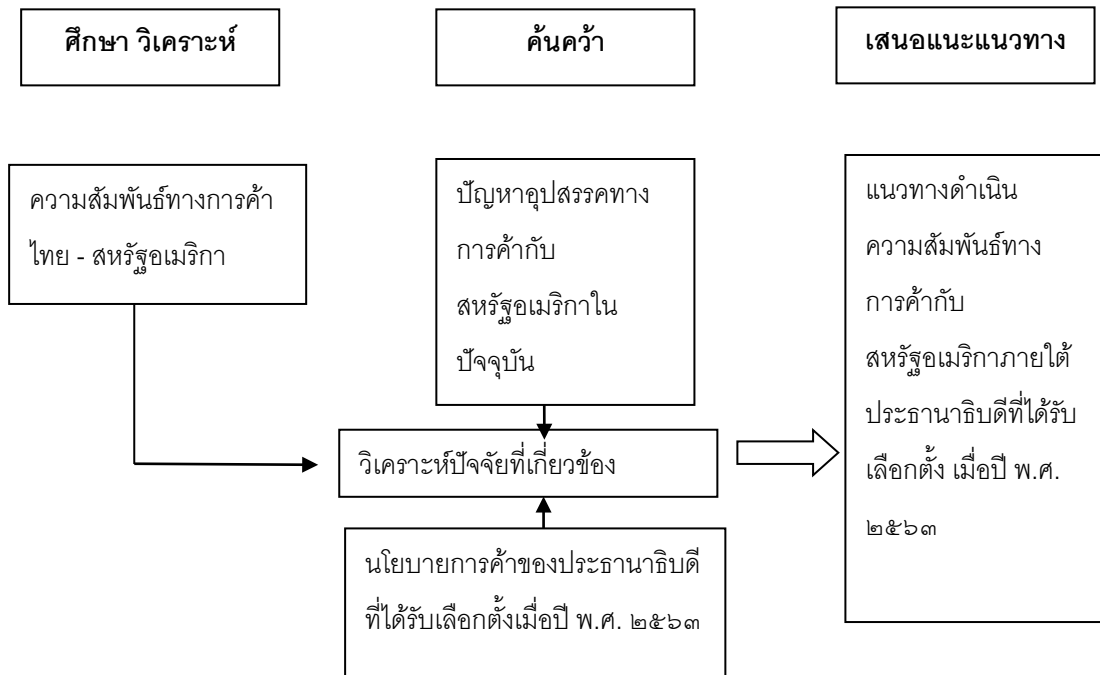 ศึกษา วิเคราะห์
ค้นคว้า
เสนอแนะแนวทาง
ความสัมพันธ์ทางการค้า
ไทย - สหรัฐอเมริกา
ปัญหาอุปสรรคทาง
การค้ากับ
สหรัฐอเมริกาใน
ปัจจุบัน
แนวทางดำเนิน
ความสัมพันธ์ทาง
การค้ากับ
สหรัฐอเมริกาภายใต้
ประธานาธิบดีที่ได้รับ
เลือกตั้ง เมื่อปี พ.ศ.
๒๕๖๓
วิเคราะห์ปัจจัยที่เกี่ยวข้อง
นโยบายการค้าของประธานาธิบดี
ที่ได้รับเลือกตั้งเมื่อปี พ.ศ. ๒๕๖๓